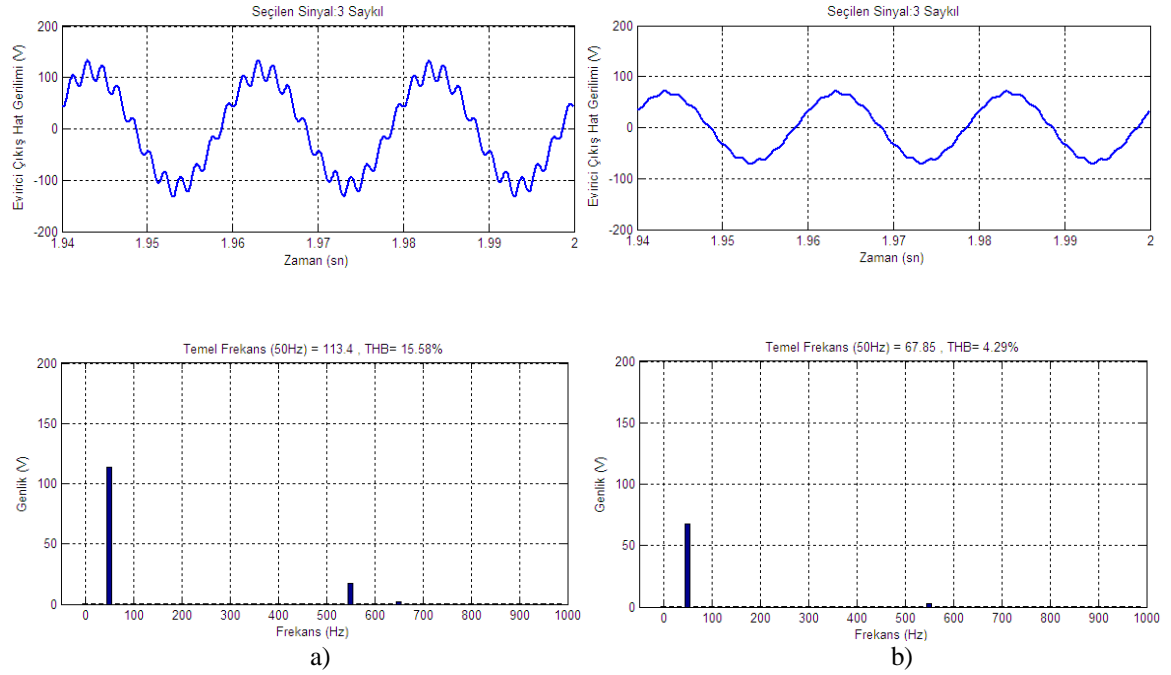 Seçilen Sinyal:3 Saykıl
200
100
0
-100
-200
Evirici Çıkış Hat Gerilimi (V)
1.94 1.95 1.96 1.97 1.98 1.99 2
Zaman (sn)
Seçilen Sinyal:3 Saykıl
200
100
0
-100
-200
Evirici Çıkış Hat Gerilimi (V)
1.94 1.95 1.96 1.97 1.98 1.99 2
Zaman (sn)
Temel Frekans (50Hz) = 113.4 , THB= 15.58%
200
150
100
50
0
Genlik (V)
0 100 200 300 400 500 600 700 800 900 1000
Frekans (Hz)
a)
Temel Frekans (50Hz) = 67.85 , THB= 4.29%
200
150
100
50
0
Genlik (V)
0 100 200 300 400 500 600 700 800 900 1000
Frekans (Hz)
b)